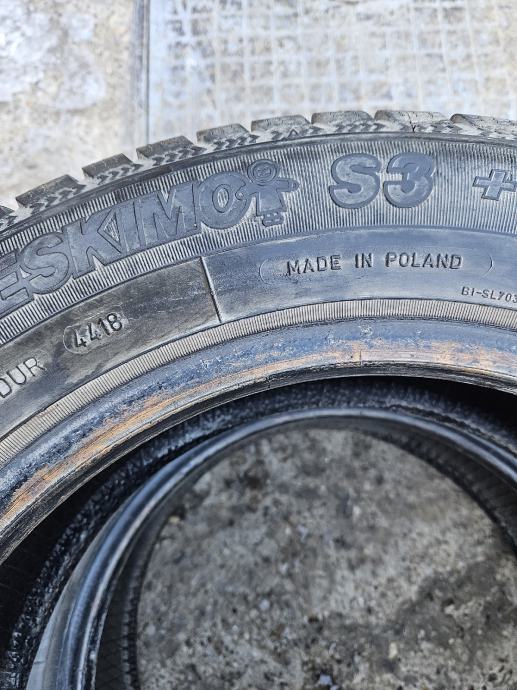 ESKIMO S3 +
MADE IN POLAND
DUR 4418